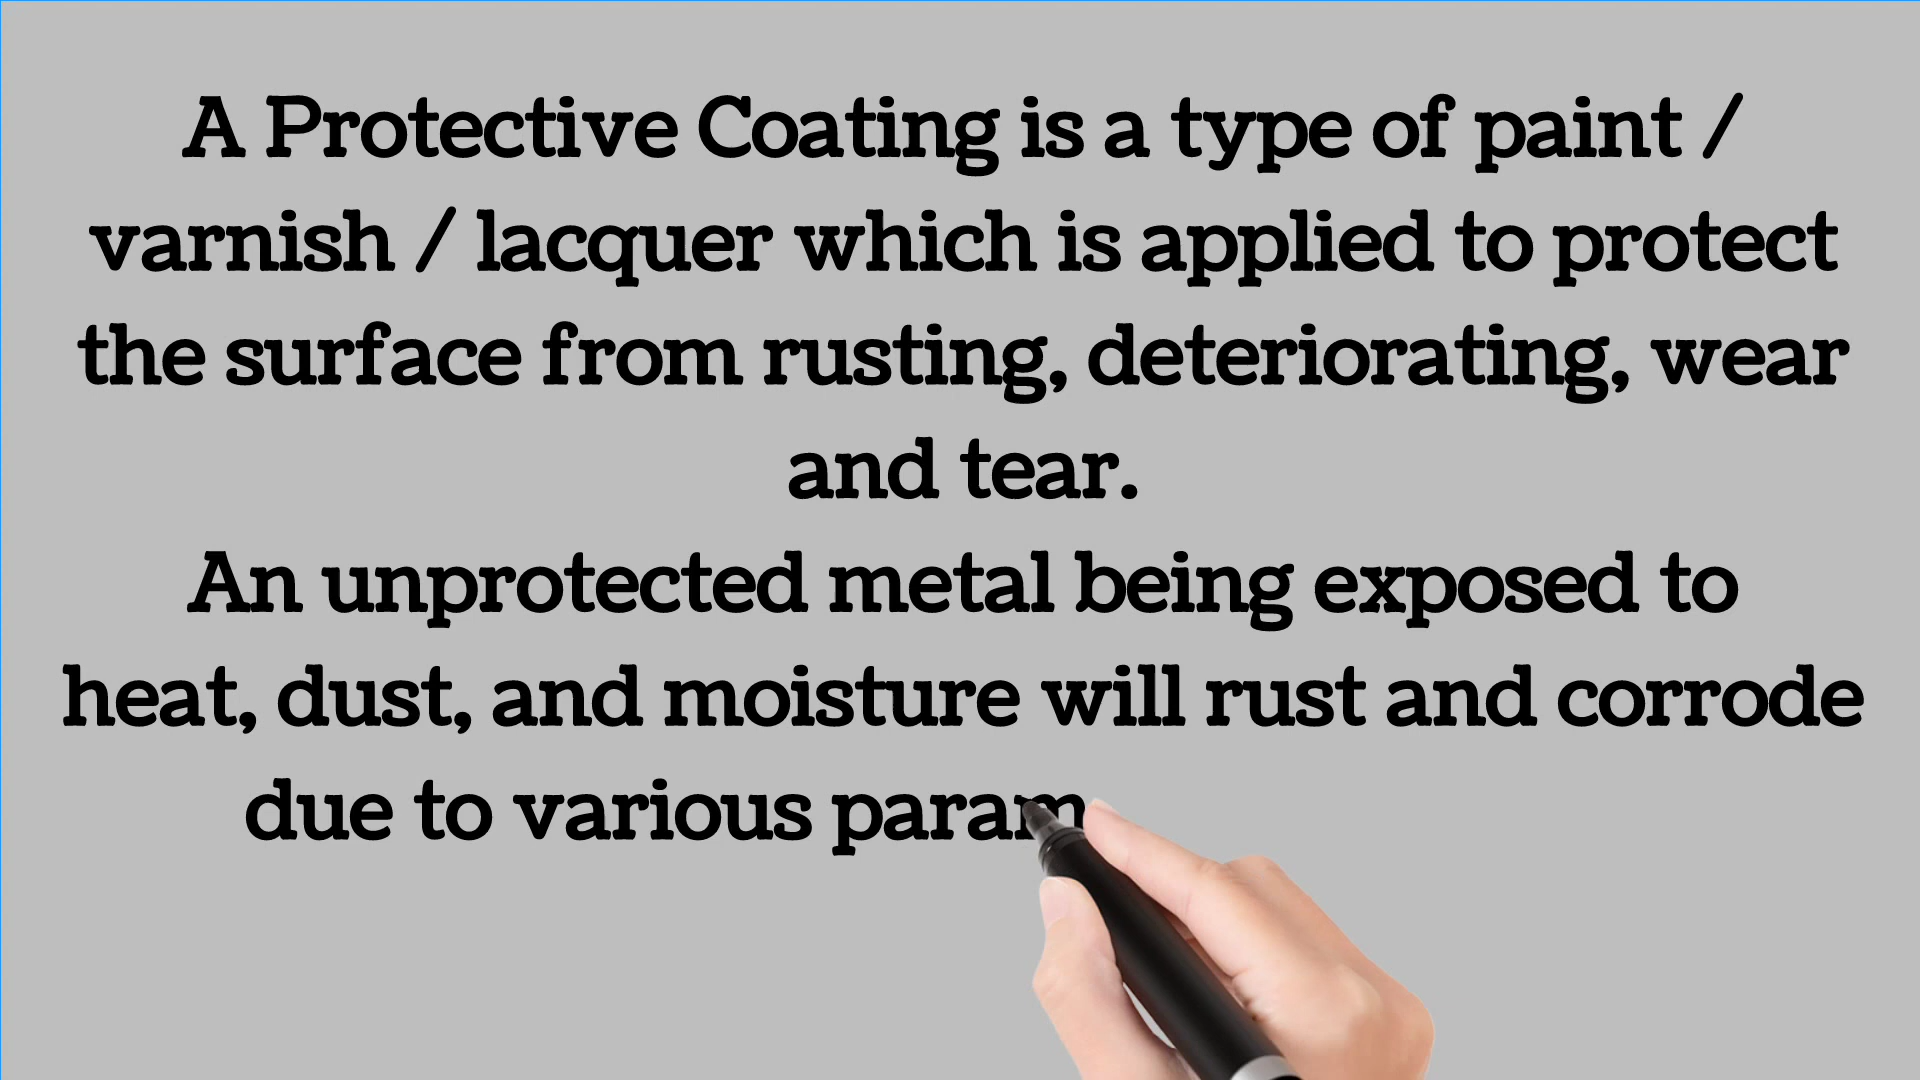 A Protective Coating is a type of paint /
varnish / lacquer which is applied to protect
the surface from rusting, deteriorating, wear
and tear.
An unprotected metal being exposed to
heat, dust, and moisture will rust and corrode
due to various param